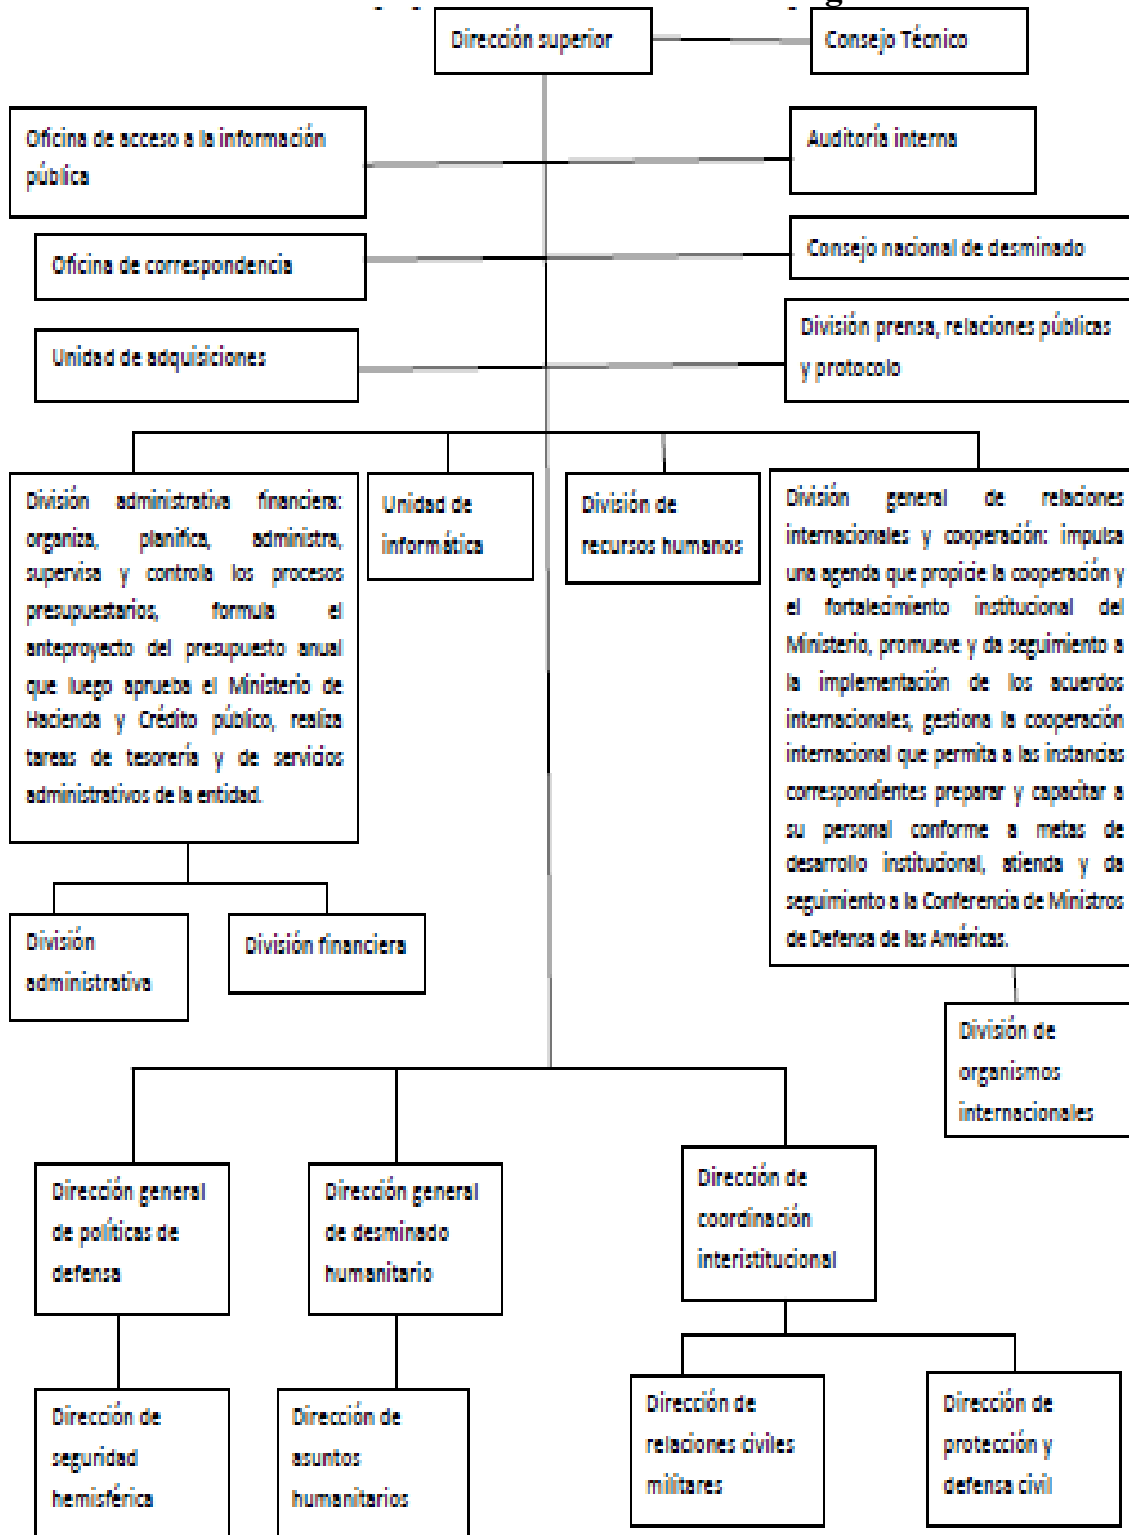 Dirección superior
Consejo Técnico
Oficina de acceso a la información
pública
Auditoría interna
Oficina de correspondencia
Consejo nacional de desminado
Unidad de adquisiciones
División prensa, relaciones públicas
y protocolo
División administrativa financiera:
organiza, planifica, administra,
supervisa y controla los procesos
presupuestarios, formula el
anteproyecto del presupuesto anual
que luego aprueba el Ministerio de
Hacienda y Crédito público, realiza
tareas de tesorería y de servicios
administrativos de la entidad.
Unidad de
informática
División de
recursos humanos
División general de relaciones
internacionales y cooperación: impulsa
una agenda que propicie la cooperación y
el fortalecimiento institucional del
Ministerio, promueve y da seguimiento a
la implementación de los acuerdos
internacionales, gestiona la cooperación
internacional que permita a las instancias
correspondientes preparar y capacitar a
su personal conforme a metas de
desarrollo institucional, atienda y da
seguimiento a la Conferencia de Ministros
de Defensa de las Américas.
División
administrativa
División financiera
División de
organismos
internacionales
Dirección general
de políticas de
defensa
Dirección general
de desminado
humanitario
Dirección de
coordinación
interistitucional
Dirección de
seguridad
hemisférica
Dirección de
asuntos
humanitarios
Dirección de
relaciones civiles
militares
Dirección de
protección y
defensa civil